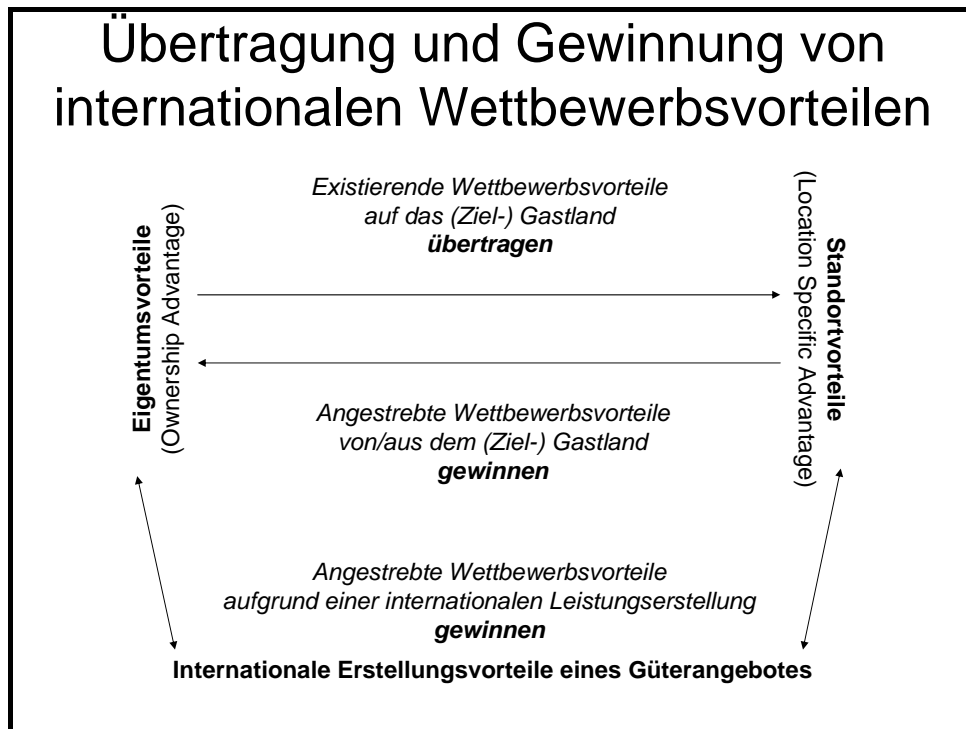 Übertragung und Gewinnung von
internationalen Wettbewerbsvorteilen
Existierende Wettbewerbsvorteile
auf das (Ziel-) Gastland
übertragen
Eigentumsvorteile
(Ownership Advantage)
Standortvorteile
(Location Specific Advantage)
Angestrebte Wettbewerbsvorteile
von/aus dem (Ziel-) Gastland
gewinnen
Angestrebte Wettbewerbsvorteile
aufgrund einer internationalen Leistungserstellung
gewinnen
Internationale Erstellungsvorteile eines Güterangebotes